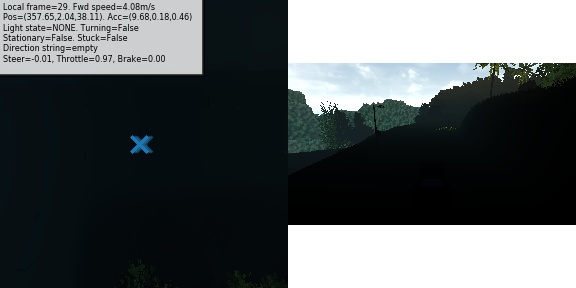 Local frame=29. Fwd speed=4.08m/s
Pos=(357.65,2.04,38.11). Acc=(9.68,0.18,0.46)
Light state=NONE. Turning=False
Stationary=False. Stuck=False
Direction string=empty
Steer=-0.01, Throttle=0.97, Brake=0.00